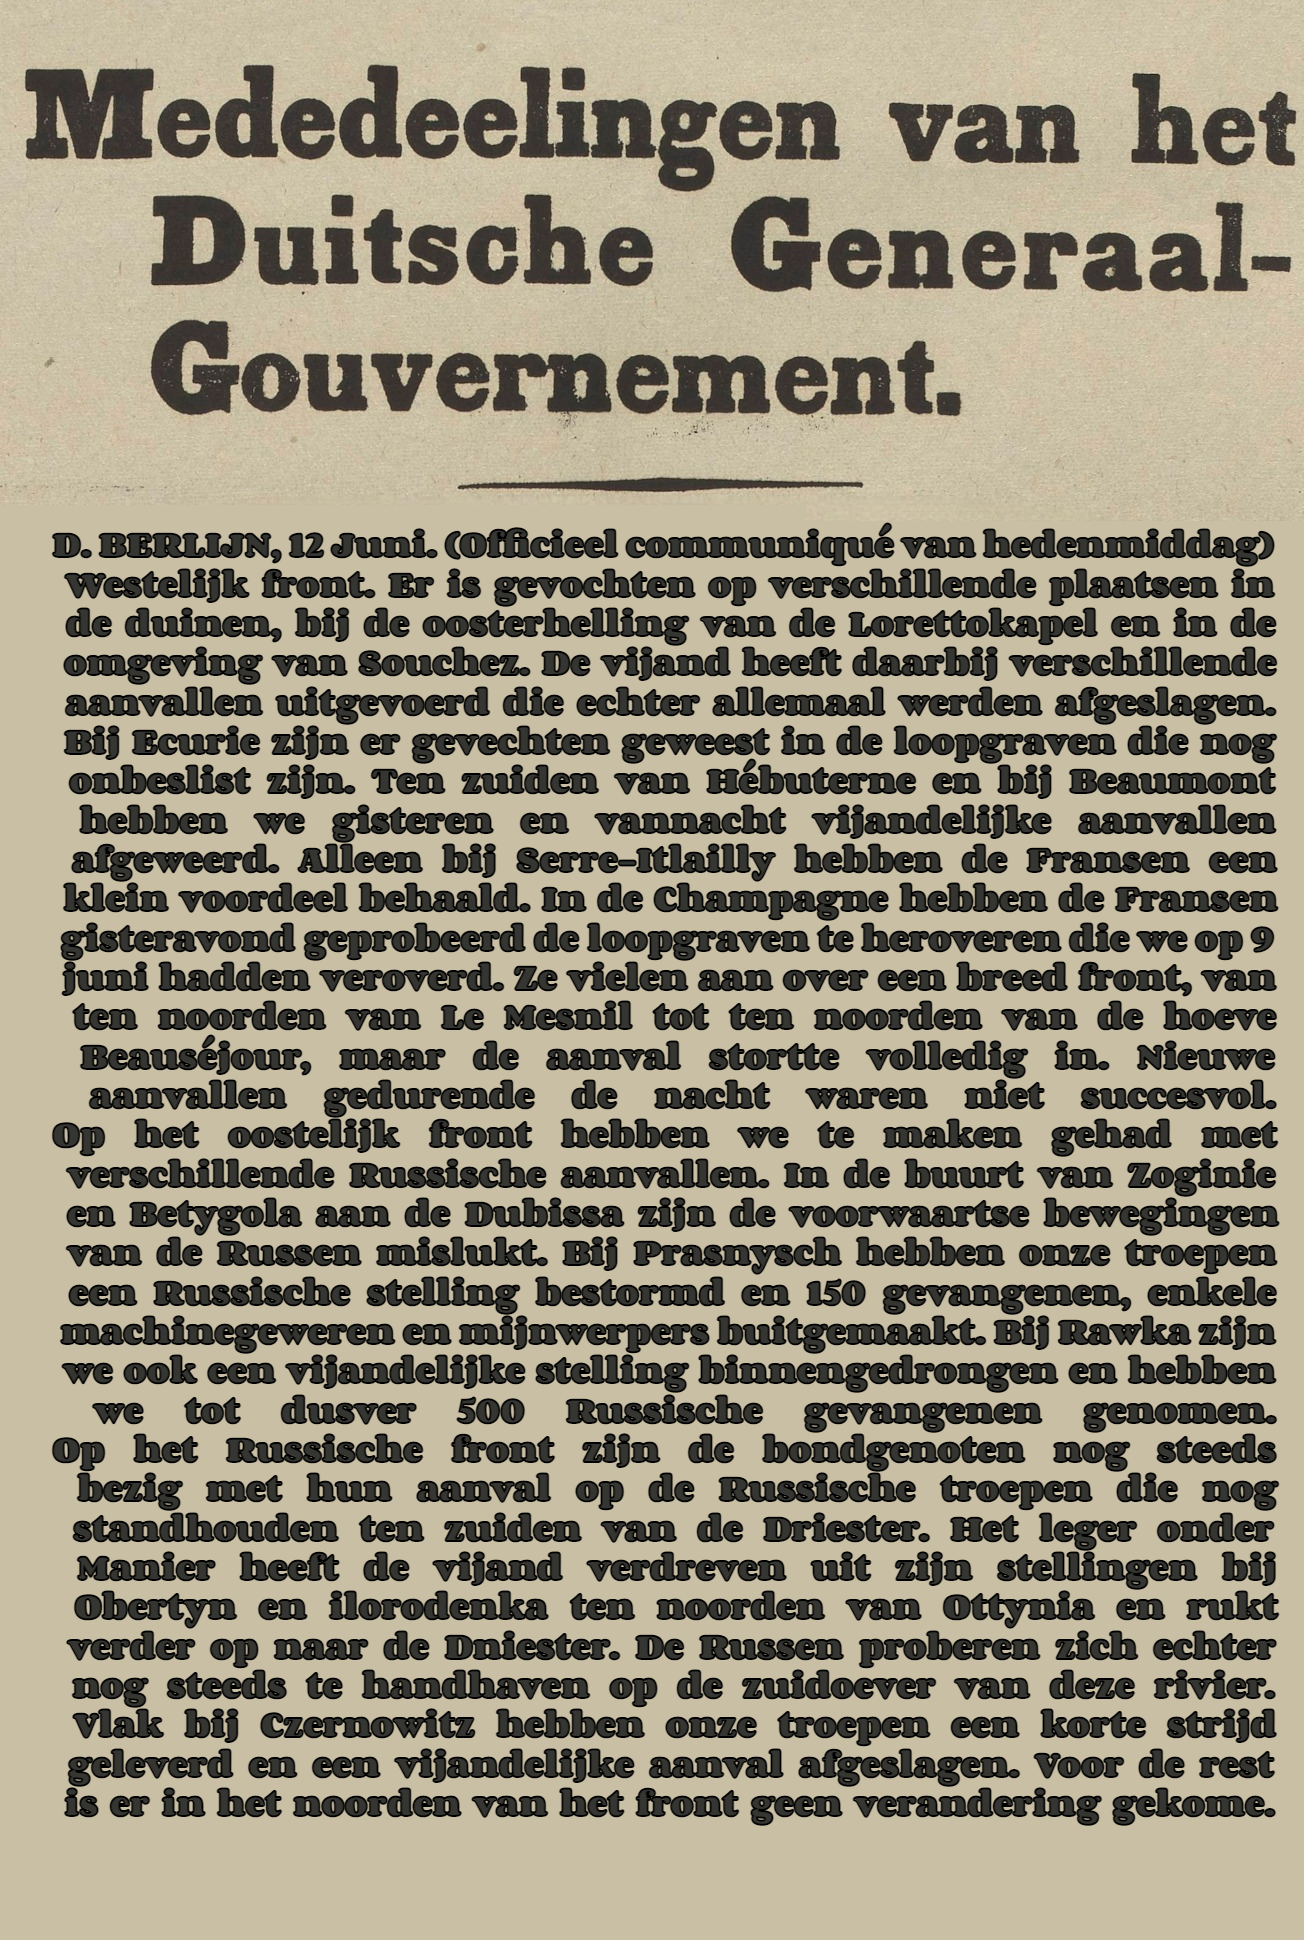 Mededeelingen van het
Duitsche Generaal-
Gouvernement.
D. BERLIJN, 12 Juni. (Officieel communiqué van hedenmiddag)
Westelijk front. Er is gevochten op verschillende plaatsen in
de duinen, bij de oosterhelling van de Lorettokapel en in de
omgeving van Souchez. De vijand heeft daarbij verschillende
aanvallen uitgevoerd die echter allemaal werden afgeslagen.
Bij Ecurie zijn er gevechten geweest in de loopgraven die nog
onbeslist zijn. Ten zuiden van Hébuterne en bij Beaumont
hebben we gisteren en vannacht vijandelijke aanvallen
afgeweerd. Alleen bij Serre-Itlailly hebben de Fransen een
klein voordeel behaald. In de Champagne hebben de Fransen
gisteravond geprobeerd de loopgraven te heroveren die we op 9
juni hadden veroverd. Ze vielen aan over een breed front, van
ten noorden van Le Mesnil tot ten noorden van de hoeve
Beauséjour, maar de aanval stortte volledig in. Nieuwe
aanvallen gedurende de nacht waren niet succesvol.
Op het oostelijk front hebben we te maken gehad met
verschillende Russische aanvallen. In de buurt van Zoginie
en Betygola aan de Dubissa zijn de voorwaartse bewegingen
van de Russen mislukt. Bij Prasnysch hebben onze troepen
een Russische stelling bestormd en 150 gevangenen, enkele
machinegeweren en mijnwerpers buitgemaakt. Bij Rawka zijn
we ook een vijandelijke stelling binnengedrongen en hebben
we tot dusver 500 Russische gevangenen genomen.
Op het Russische front zijn de bondgenoten nog steeds
bezig met hun aanval op de Russische troepen die nog
standhouden ten zuiden van de Driester. Het leger onder
Manier heeft de vijand verdreven uit zijn stellingen bij
Obertyn en ilorodenka ten noorden van Ottynia en rukt
verder op naar de Dniester. De Russen proberen zich echter
nog steeds te handhaven op de zuidoever van deze rivier.
Vlak bij Czernowitz hebben onze troepen een korte strijd
geleverd en een vijandelijke aanval afgeslagen. Voor de rest
is er in het noorden van het front geen verandering gekome.